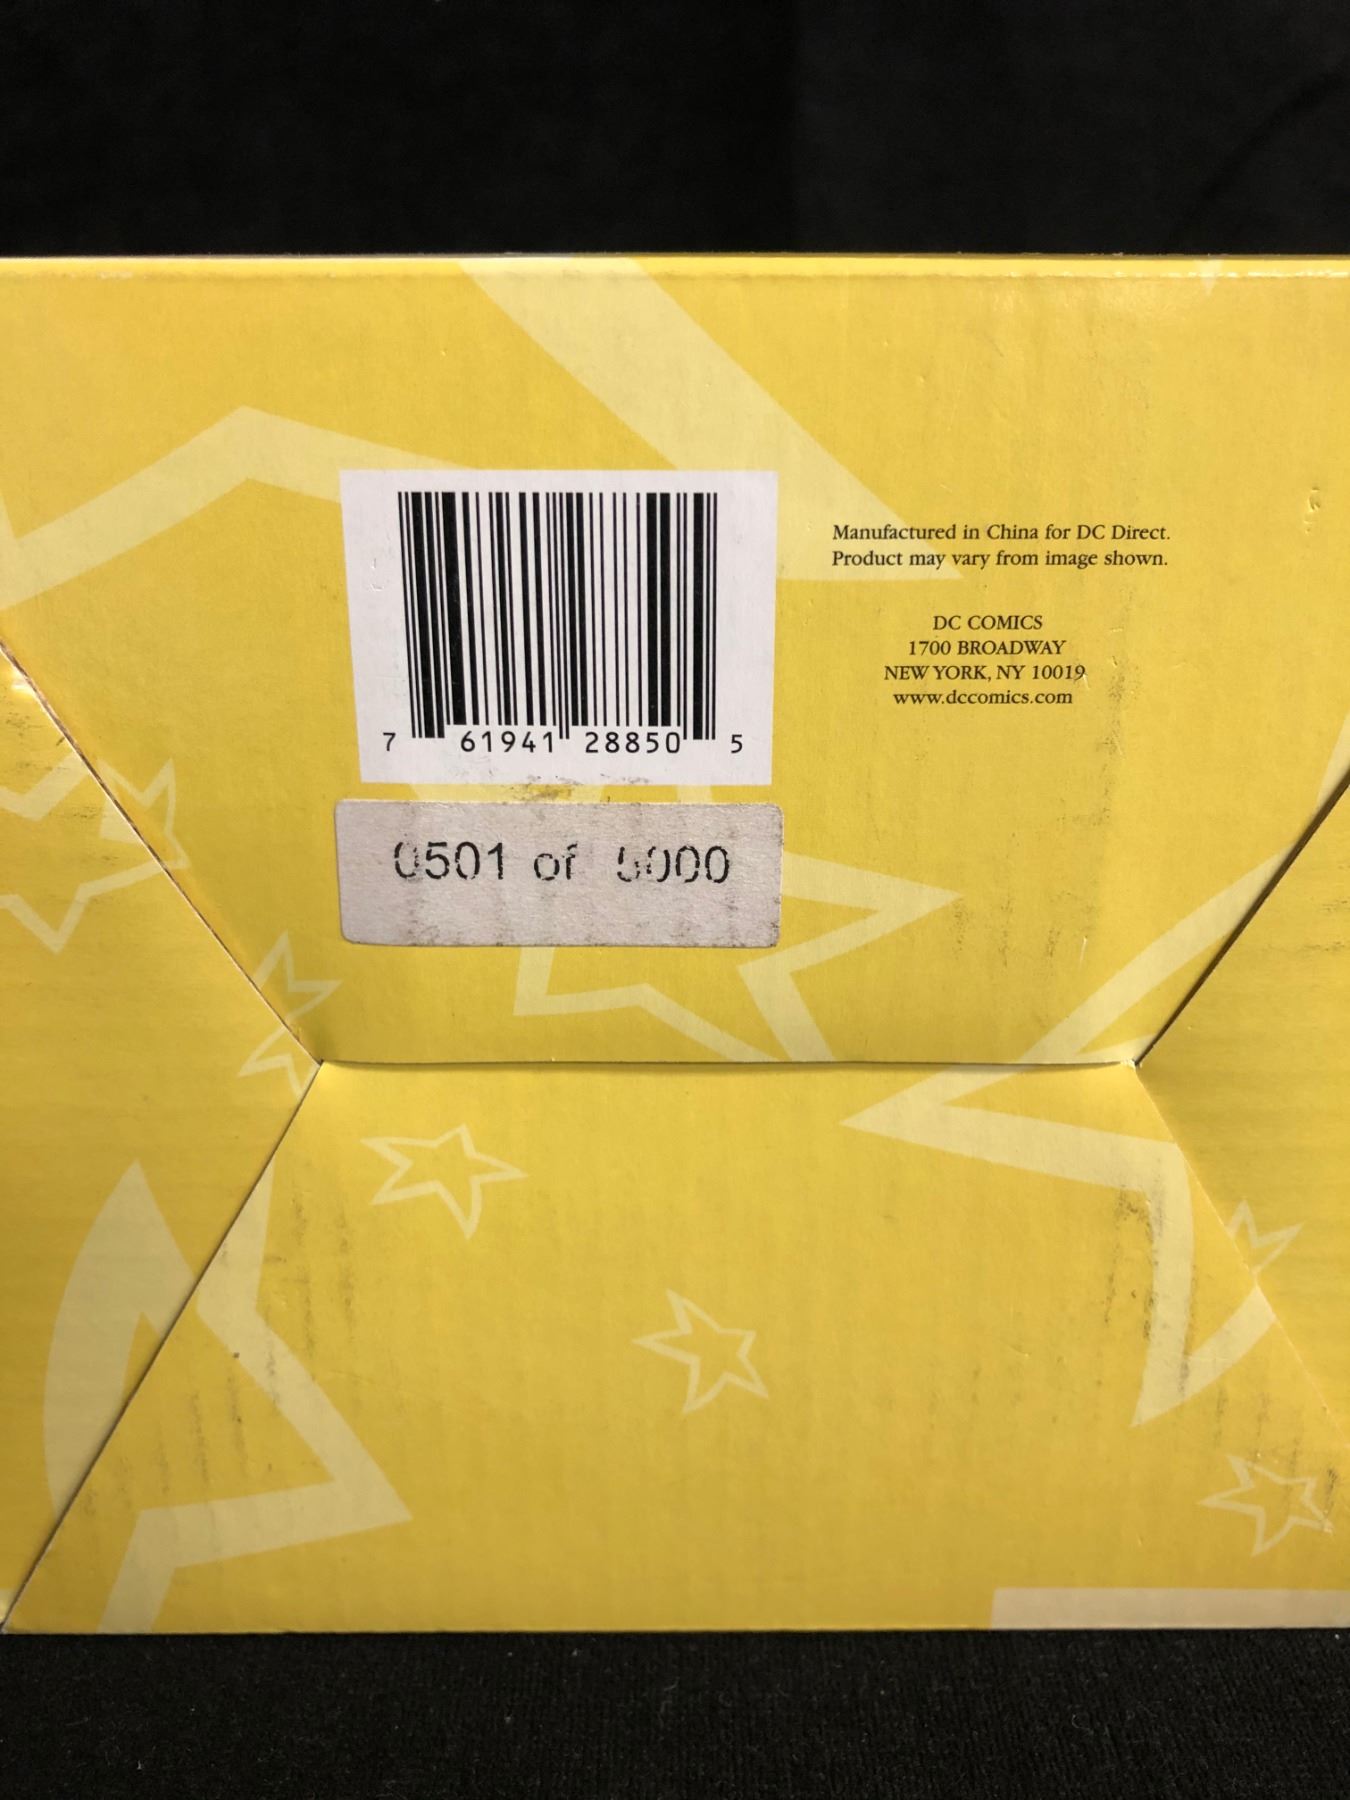 7 61941 28850 5
0501 of 5000
Manufactured in China for DC Direct.
Product may vary from image shown.
DC COMICS
1700 BROADWAY
NEW YORK, NY 10019
www.dccomics.com